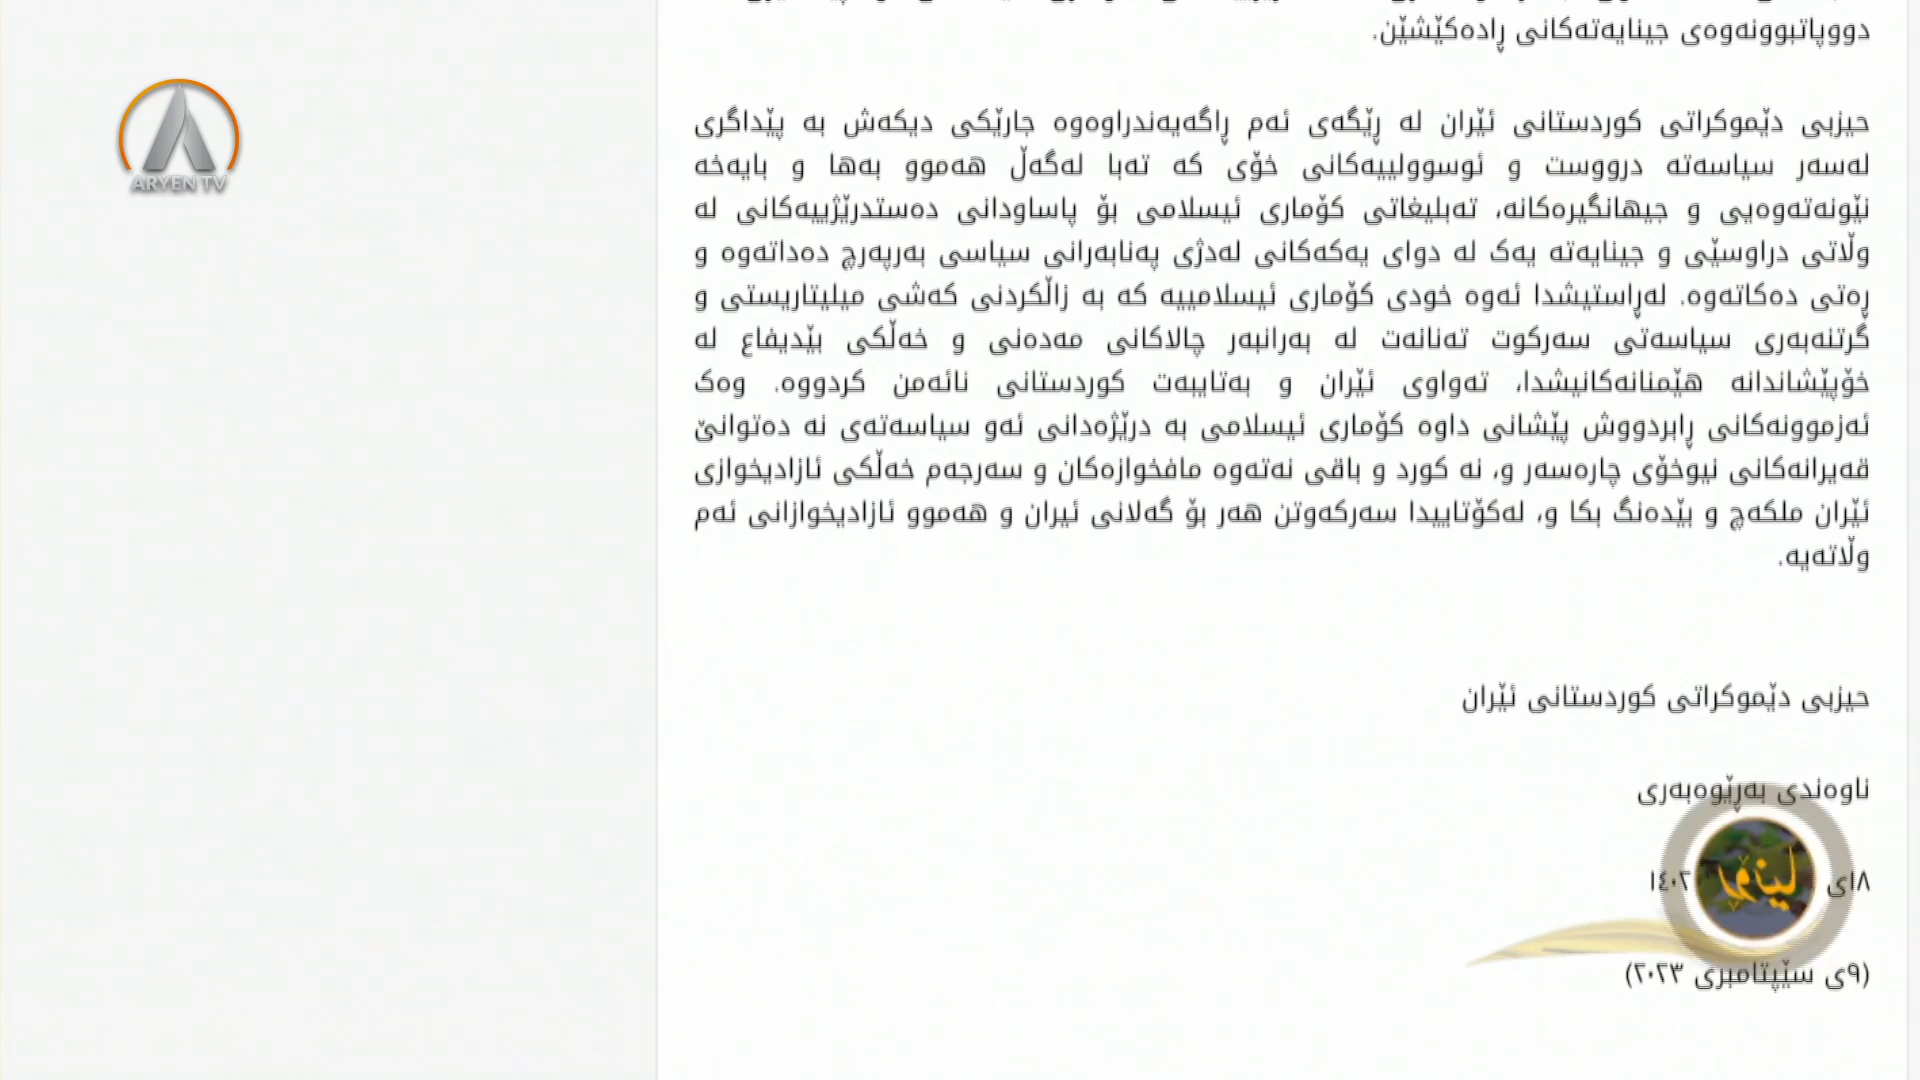 دووپاتبوونەوەی جینایەتەکانی ڕادەکێشێن.
حیزبی دێموکراتی کوردستانی ئێران لە ڕێگەی ئەم ڕاگەیەندراوەوە جارێکی دیکەش بە پێداگری
لەسەر سیاسەتە درووست و ئوسوولییەکانی خۆی کە تەبا لەگەڵ هەموو بەها و بایەخە
نێونەتەوەیی و جیهانگیرەکانە، تەبلیغاتی کۆماری ئیسلامی بۆ پاساودانی دەستدرێژییەکانی لە
وڵاتی دراوسێی و جینایەتە یەک لە دوای یەکەکانی لەدژی پەنابەرانی سیاسی بەرپەرچ دەداتەوە و
ڕەتی دەکاتەوە. لەڕاستیشدا ئەوە خودی کۆماری ئیسلامییە کە بە زاڵکردنی کەشی میلیتاریستی و
گرتنەبەری سیاسەتی سەرکوت تەنانەت لە بەرانبەر چالاکانی مەدەنی و خەڵکی بێدیفاع لە
خۆپێشاندانە هێمنانەکانیشدا، تەواوی ئێران و بەتایبەت کوردستانی نائەمن کردووە. وەک
ئەزموونەکانی ڕابردووش پێشانی داوە کۆماری ئیسلامی بە درێژەدانی ئەو سیاسەتەی نە دەتوانێ
قەیرانەکانی نیوخۆی چارەسەر و، نە کورد و باقی نەتەوە مافخوازەکان و سەرجەم خەڵکی ئازادیخوازی
ئێران ملکەچ و بێدەنگ بکا و، لەکۆتاییدا سەرکەوتن هەر بۆ گەلانی ئیران و هەموو ئازادیخوازانی ئەم
وڵاتەیە.
حیزبی دێموکراتی کوردستانی ئێران
ناوەندی بەڕێوەبەری
١٨ی ١٤٠٢
(٩ی سێپتامبری ٢٠٢٣)
ARYEN TV